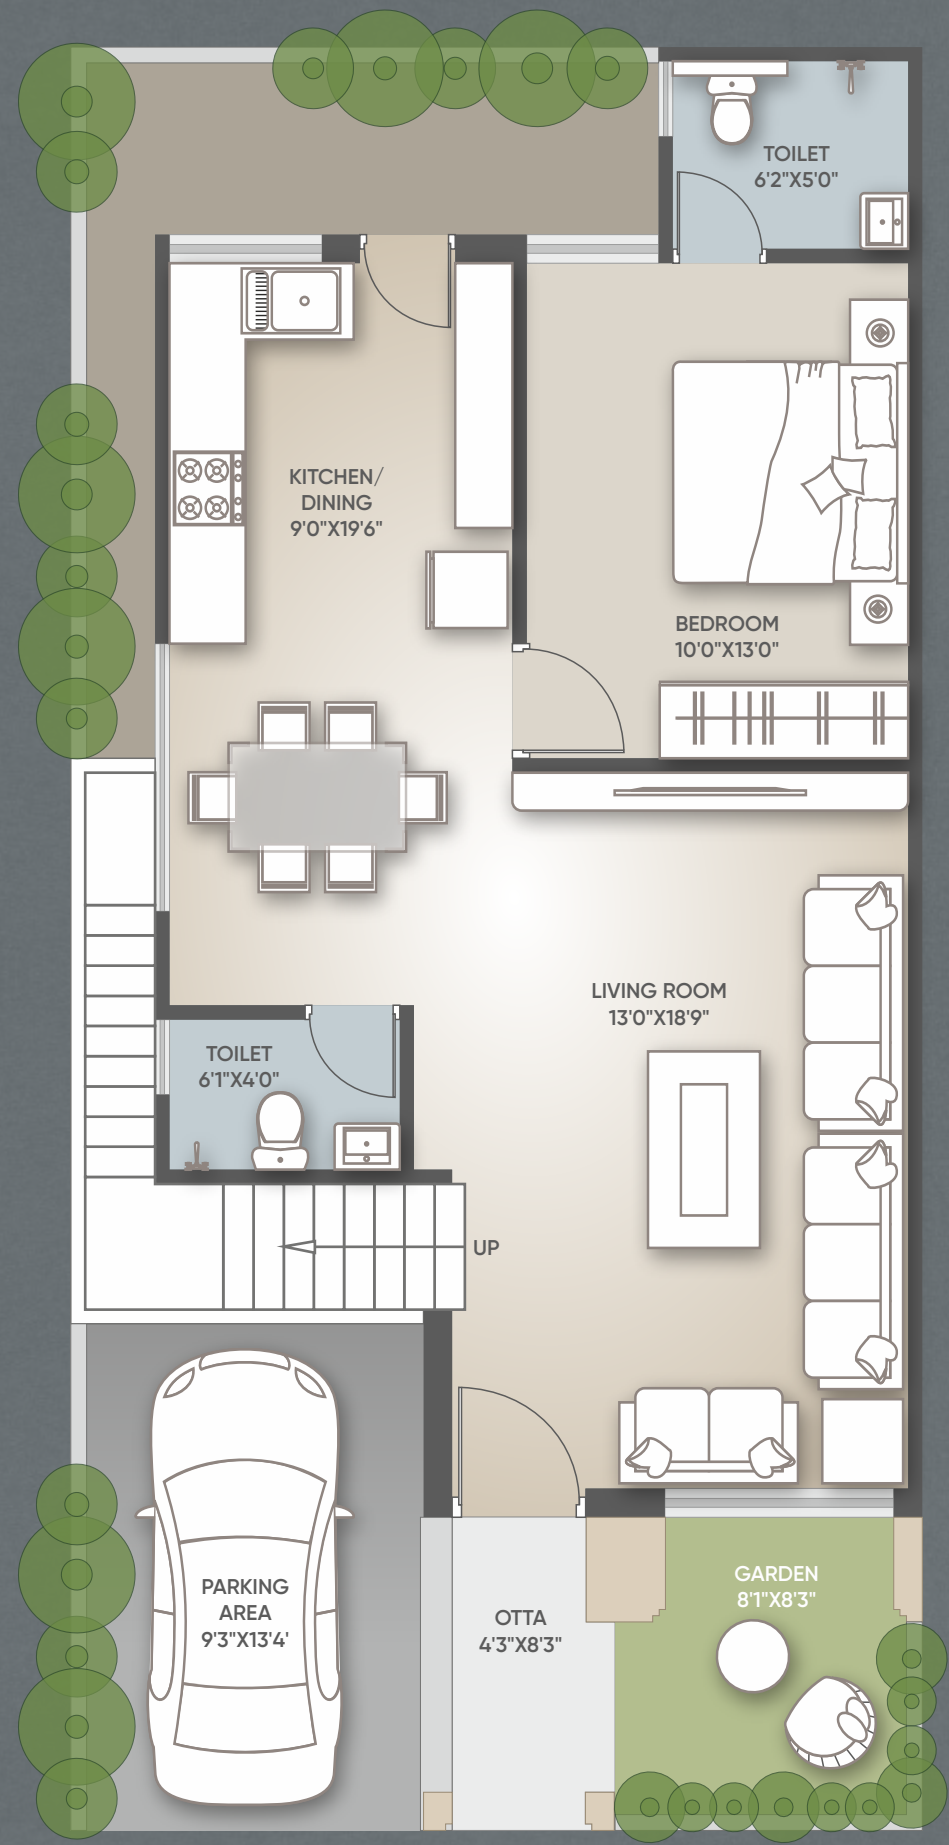 TOILET
6'2"X5'0"
KITCHEN/
DINING
9'0"X19'6"
BEDROOM
10'0"X13'0"
LIVING ROOM
13'0"X18'9"
TOILET
6'1"X4'0"
UP
PARKING
AREA
9'3"X13'4'
OTTA
4'3"X8'3"
GARDEN
8'1"X8'3"